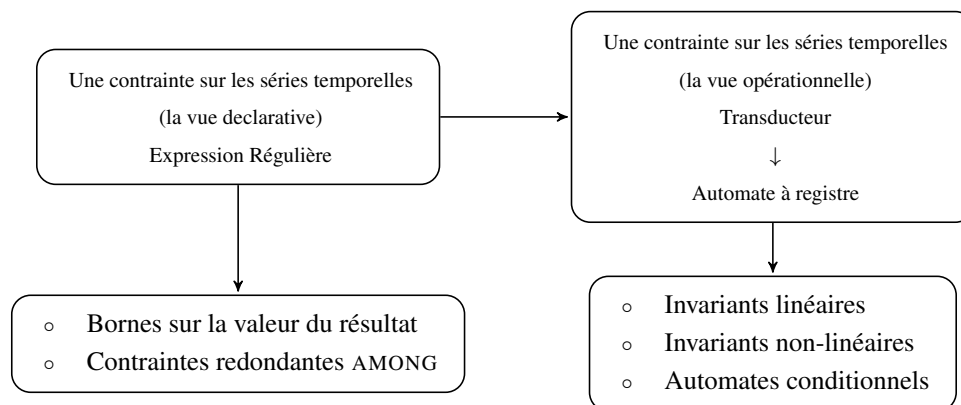 Une contrainte sur les séries temporelles
(la vue declarative)
Expression Régulière
Une contrainte sur les séries temporelles
(la vue opérationnelle)
Transducteur
↓
Automate à registre
○ Bornes sur la valeur du résultat
○ Contraintes redondantes AMONG
○ Invariants linéaires
○ Invariants non-linéaires
○ Automates conditionnels